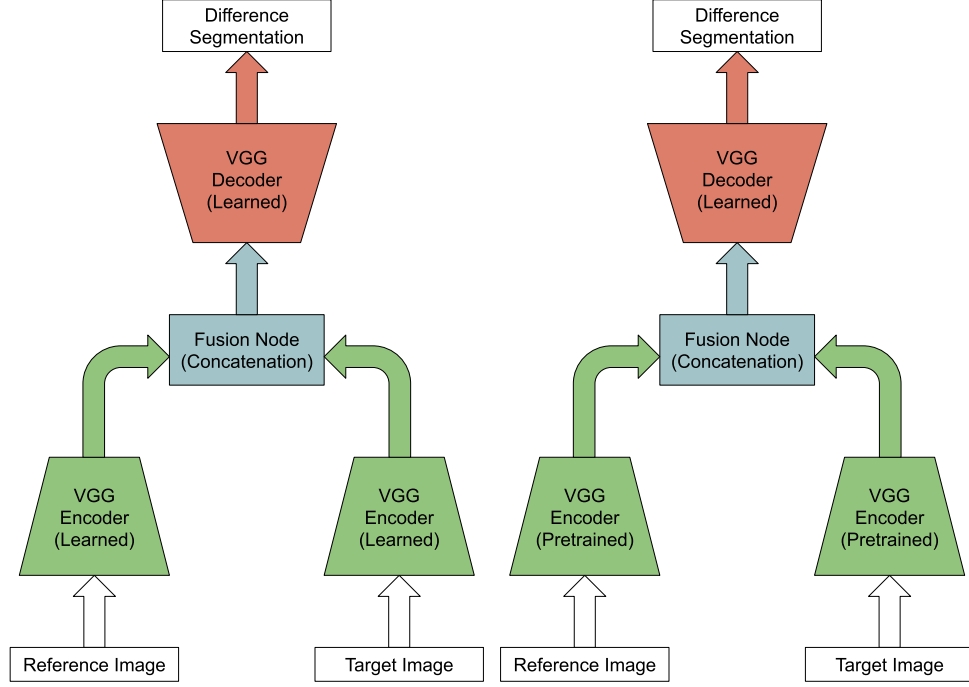 Difference
Segmentation
VGG
Decoder
(Learned)
Fusion Node
(Concatenation)
VGG
Encoder
(Learned)
VGG
Encoder
(Learned)
Reference Image
Target Image
Difference
Segmentation
VGG
Decoder
(Learned)
Fusion Node
(Concatenation)
VGG
Encoder
(Pretrained)
VGG
Encoder
(Pretrained)
Reference Image
Target Image